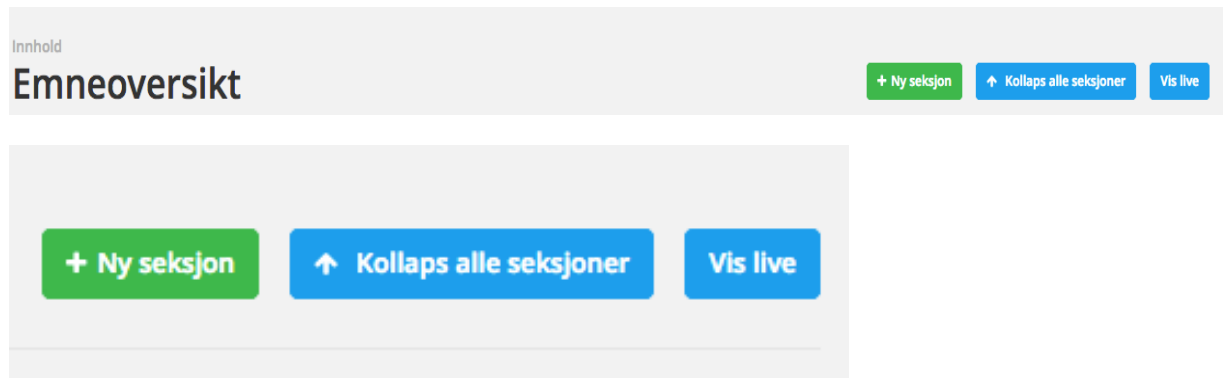 Innhold
Emneoversikt
+ Ny seksjon ↑ Kollaps alle seksjoner Vis live
+ Ny seksjon ↑ Kollaps alle seksjoner Vis live